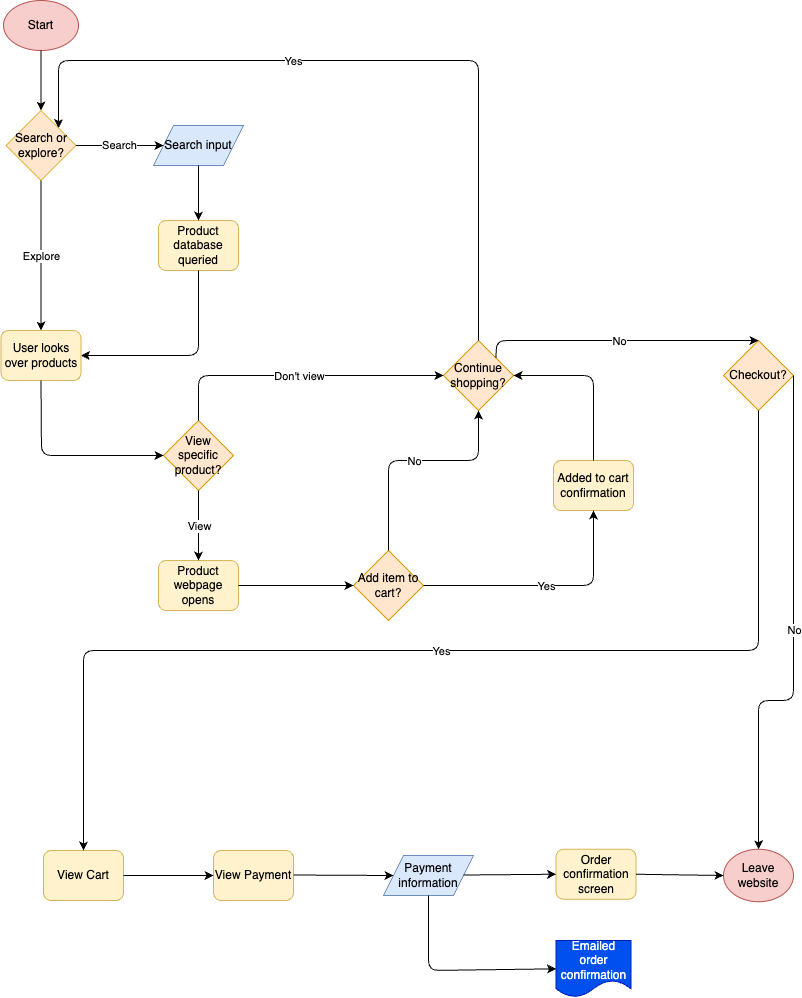 Start
Yes
Search or
explore?
Search
Search input
Product
database
queried
Explore
User looks
over products
No
Continue
shopping?
Checkout?
Don't view
View
specific
product?
No
Added to cart
confirmation
View
Product
webpage
opens
Add item to
cart?
Yes
No
Yes
View Cart
View Payment
Payment
information
Order
confirmation
screen
Leave
website
Emailed
order
confirmation